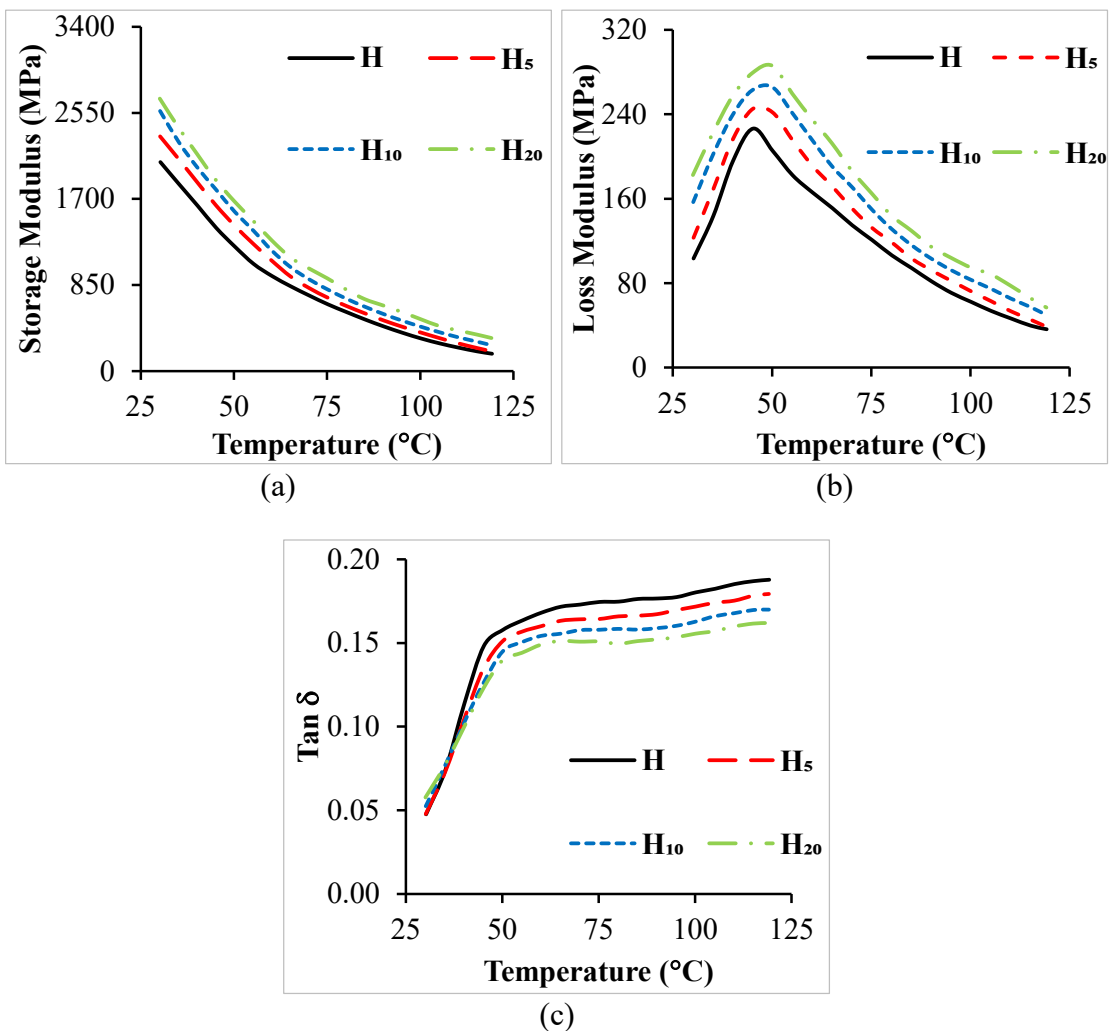 3400
2550
1700
850
0
25 50 75 100 125
Storage Modulus (MPa)
Temperature (°C)
H H₅
H₁₀ H₂₀
(a)
320
240
160
80
0
25 50 75 100 125
Loss Modulus (MPa)
Temperature (°C)
H H₅
H₁₀ H₂₀
(b)
0.20
0.15
0.10
0.05
0.00
25 50 75 100 125
Tan δ
Temperature (°C)
H H₅
H₁₀ H₂₀
(c)